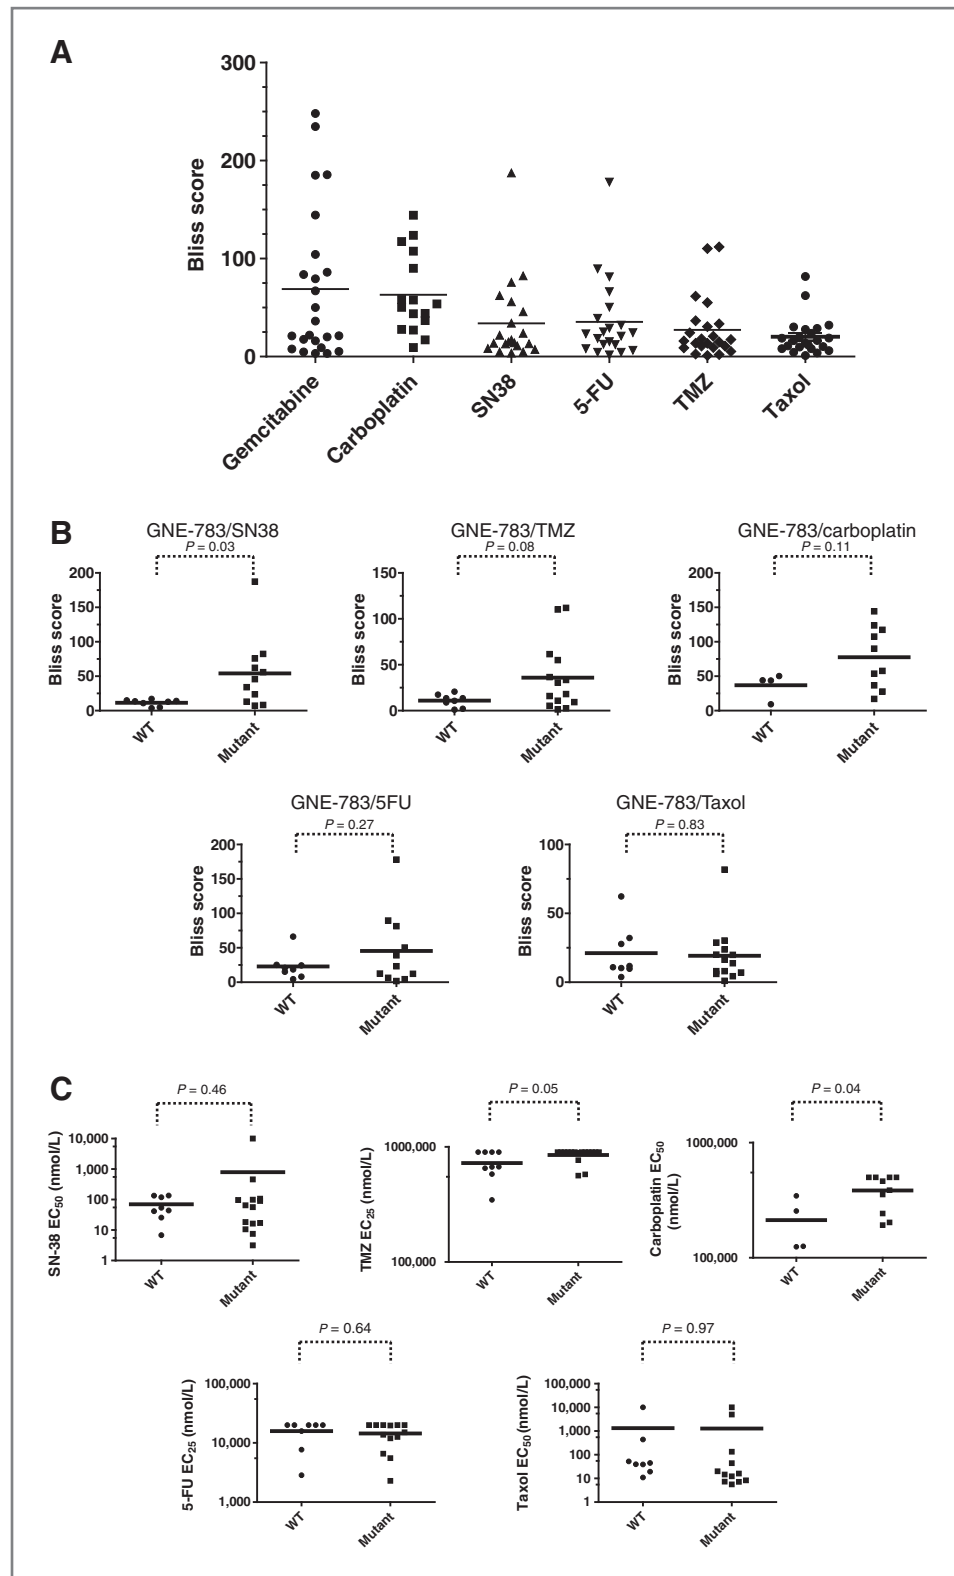 A
300
200
100
0
Bliss score
Gemcitabine
Carboplatin
SN38
5-FU
TMZ
Taxol
B
GNE-783/SN38
P = 0.03
200
150
100
50
0
Bliss score
WT
Mutant
GNE-783/TMZ
P = 0.08
150
100
50
0
Bliss score
WT
Mutant
GNE-783/carboplatin
P = 0.11
200
150
100
50
0
Bliss score
WT
Mutant
GNE-783/5FU
P = 0.27
200
150
100
50
0
Bliss score
WT
Mutant
GNE-783/Taxol
P = 0.83
100
50
0
Bliss score
WT
Mutant
C
P = 0.46
10,000
1,000
100
10
1
SN-38 EC50 (nmol/L)
WT
Mutant
P = 0.05
1000,000
100,000
TMZ EC25 (nmol/L)
WT
Mutant
P = 0.04
1000,000
100,000
Carboplatin EC50
(nmol/L)
WT
Mutant
P = 0.64
100,000
10,000
1,000
5-FU EC25 (nmol/L)
WT
Mutant
P = 0.97
100,000
10,000
1,000
100
10
1
Taxol EC50 (nmol/L)
WT
Mutant